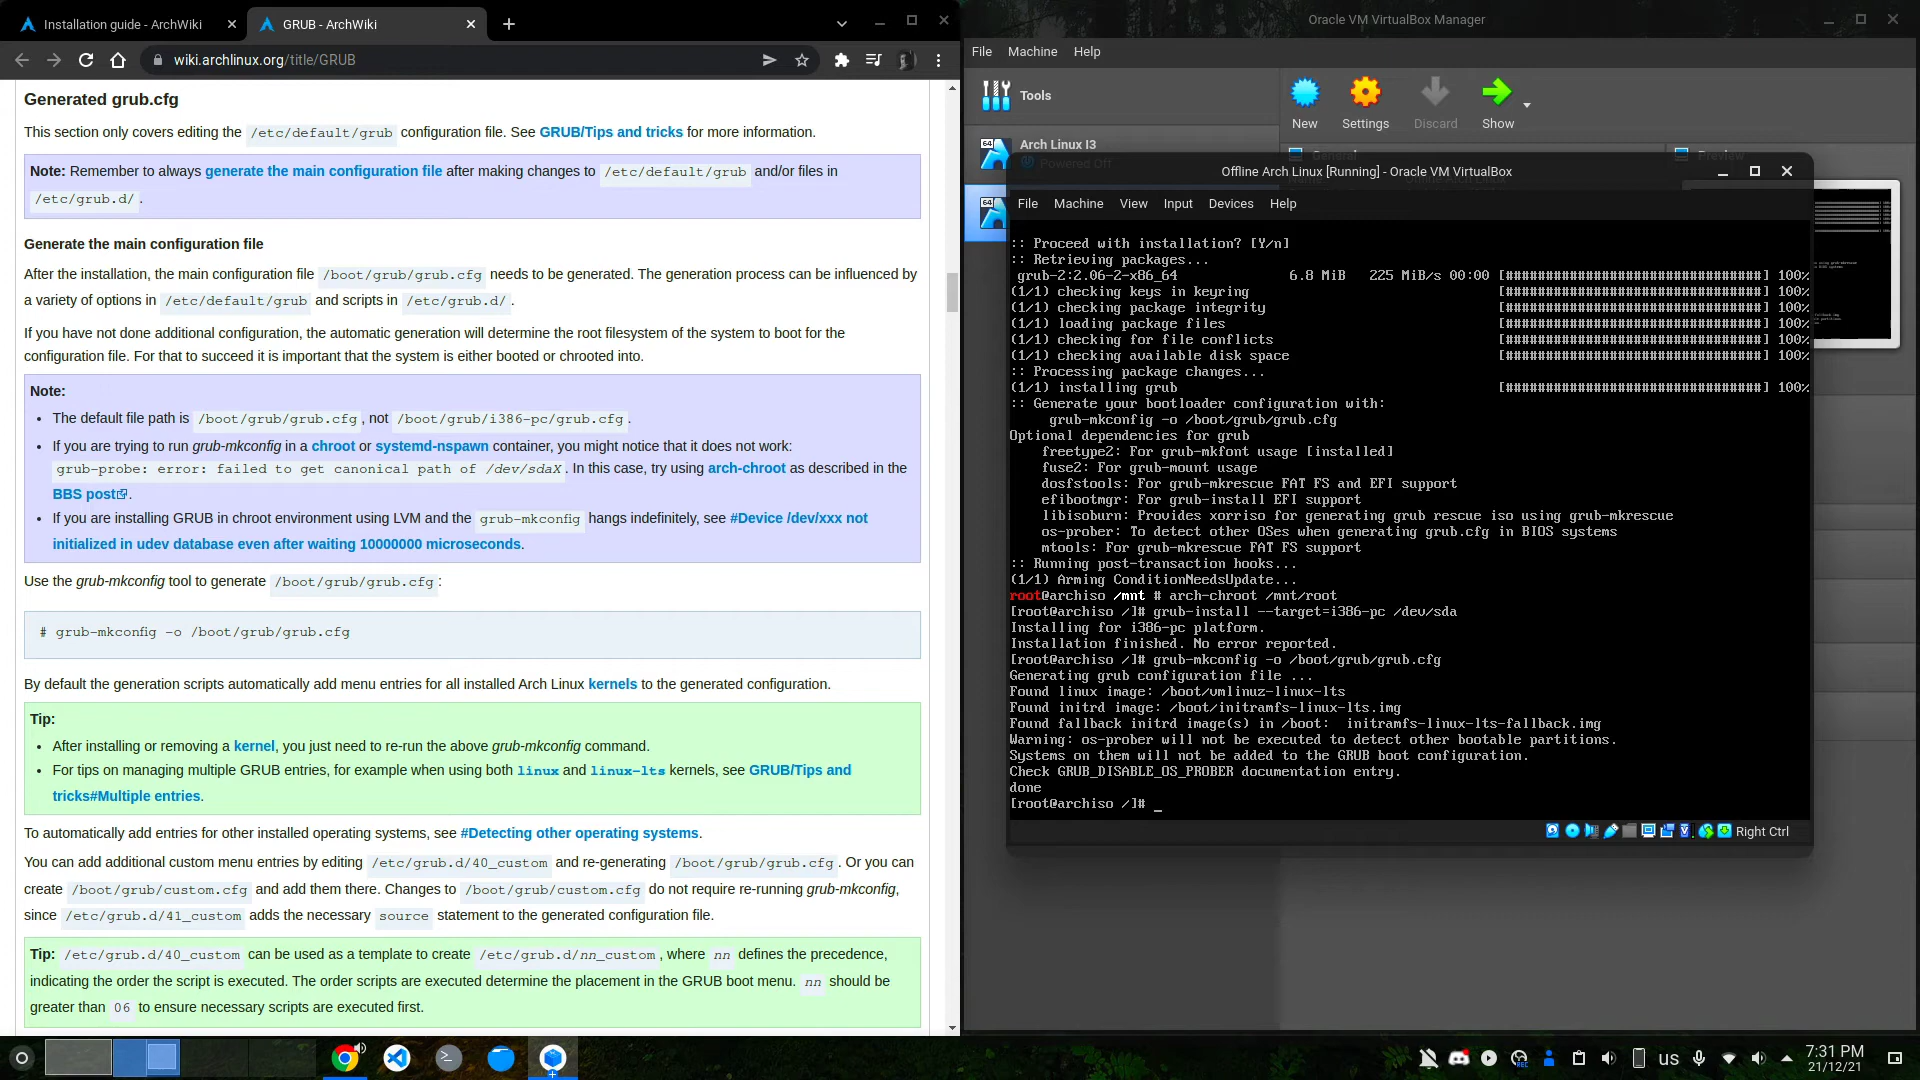 Installation guide - ArchWiki
GRUB - ArchWiki
wiki.archlinux.org/title/GRUB
Generated grub.cfg
This section only covers editing the /etc/default/grub configuration file. See GRUB/Tips and tricks for more information.
Note: Remember to always generate the main configuration file after making changes to /etc/default/grub and/or files in
/etc/grub.d/ .
Generate the main configuration file
After the installation, the main configuration file /boot/grub/grub.cfg needs to be generated. The generation process can be influenced by
a variety of options in /etc/default/grub and scripts in /etc/grub.d/ .
If you have not done additional configuration, the automatic generation will determine the root filesystem of the system to boot for the
configuration file. For that to succeed it is important that the system is either booted or chrooted into.
Note:
• The default file path is /boot/grub/grub.cfg , not /boot/grub/i386-pc/grub.cfg .
• If you are trying to run grub-mkconfig in a chroot or systemd-nspawn container, you might notice that it does not work:
grub-probe: error: failed to get canonical path of /dev/sdaX . In this case, try using arch-chroot as described in the
BBS post.
• If you are installing GRUB in chroot environment using LVM and the grub-mkconfig hangs indefinitely, see #Device /dev/xxx not
initialized in udev database even after waiting 10000000 microseconds.
Use the grub-mkconfig tool to generate /boot/grub/grub.cfg :
# grub-mkconfig -o /boot/grub/grub.cfg
By default the generation scripts automatically add menu entries for all installed Arch Linux kernels to the generated configuration.
Tip:
• After installing or removing a kernel, you just need to re-run the above grub-mkconfig command.
• For tips on managing multiple GRUB entries, for example when using both linux and linux-lts kernels, see GRUB/Tips and
tricks#Multiple entries.
To automatically add entries for other installed operating systems, see #Detecting other operating systems.
You can add additional custom menu entries by editing /etc/grub.d/40_custom and re-generating /boot/grub/grub.cfg . Or you can
create /boot/grub/custom.cfg and add them there. Changes to /boot/grub/custom.cfg do not require re-running grub-mkconfig,
since /etc/grub.d/41_custom adds the necessary source statement to the generated configuration file.
Tip: /etc/grub.d/40_custom can be used as a template to create /etc/grub.d/nn_custom , where nn defines the precedence,
indicating the order the script is executed. The order scripts are executed determine the placement in the GRUB boot menu. nn should be
greater than 06 to ensure necessary scripts are executed first.
Oracle VM VirtualBox Manager
File Machine Help
Tools
New Settings Discard Show
64 Arch Linux I3
Powered Off
General
Preview
64
Offline Arch Linux [Running] - Oracle VM VirtualBox
File Machine View Input Devices Help
:: Proceed with installation? [Y/n]
:: Retrieving packages...
grub-2:2.06-2-x86_64 6.8 MiB 225 MiB/s 00:00 [################################] 100%
(1/1) checking keys in keyring [################################] 100%
(1/1) checking package integrity [################################] 100%
(1/1) loading package files [################################] 100%
(1/1) checking for file conflicts [################################] 100%
(1/1) checking available disk space [################################] 100%
:: Processing package changes...
(1/1) installing grub [################################] 100%
:: Generate your bootloader configuration with:
grub-mkconfig -o /boot/grub/grub.cfg
Optional dependencies for grub
freetype2: For grub-mkfont usage [installed]
fuse2: For grub-mount usage
dosfstools: For grub-mkrescue FAT FS and EFI support
efibootmgr: For grub-install EFI support
libisoburn: Provides xorriso for generating grub rescue iso using grub-mkrescue
os-prober: To detect other OSes when generating grub.cfg in BIOS systems
mtools: For grub-mkrescue FAT FS support
:: Running post-transaction hooks...
(1/1) Arming ConditionNeedsUpdate...
root@archiso /mnt # arch-chroot /mnt/root
[root@archiso /]# grub-install --target=i386-pc /dev/sda
Installing for i386-pc platform.
Installation finished. No error reported.
[root@archiso /]# grub-mkconfig -o /boot/grub/grub.cfg
Generating grub configuration file ...
Found linux image: /boot/vmlinuz-linux-lts
Found initrd image: /boot/initramfs-linux-lts.img
Found fallback initrd image(s) in /boot: initramfs-linux-lts-fallback.img
Warning: os-prober will not be executed to detect other bootable partitions.
Systems on them will not be added to the GRUB boot configuration.
Check GRUB_DISABLE_OS_PROBER documentation entry.
done
[root@archiso /]# _
Right Ctrl
us
7:31 PM
21/12/21